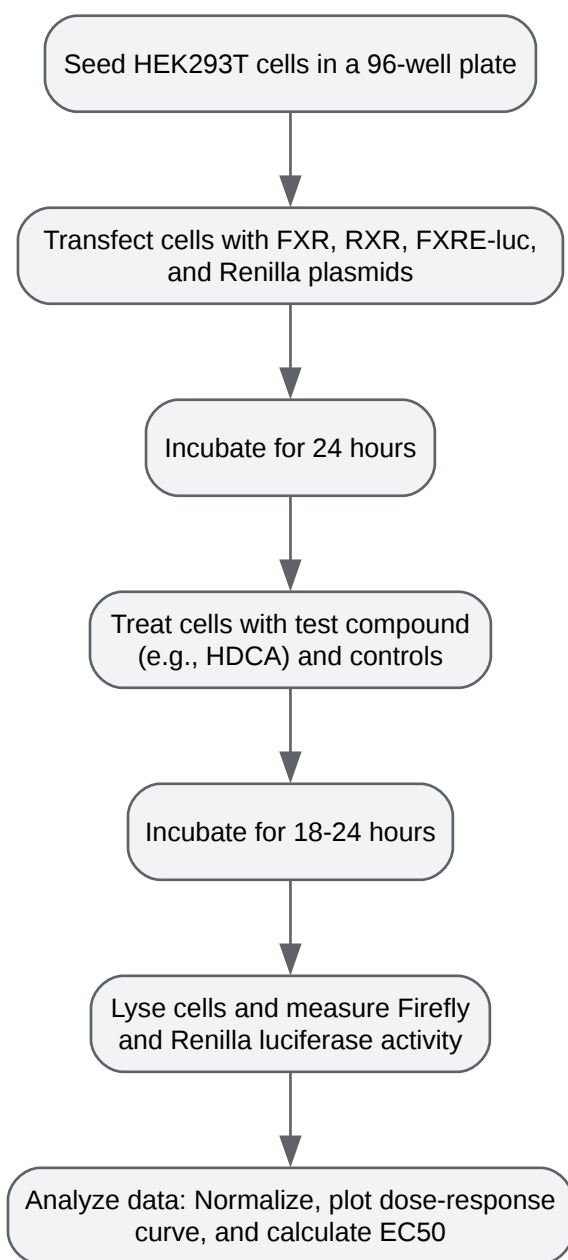 Seed HEK293T cells in a 96-well plate
Transfect cells with FXR, RXR, FXRE-luc,
and Renilla plasmids
Incubate for 24 hours
Treat cells with test compound
(e.g., HDCA) and controls
Incubate for 18-24 hours
Lyse cells and measure Firefly
and Renilla luciferase activity
Analyze data: Normalize, plot dose-response
curve, and calculate EC50